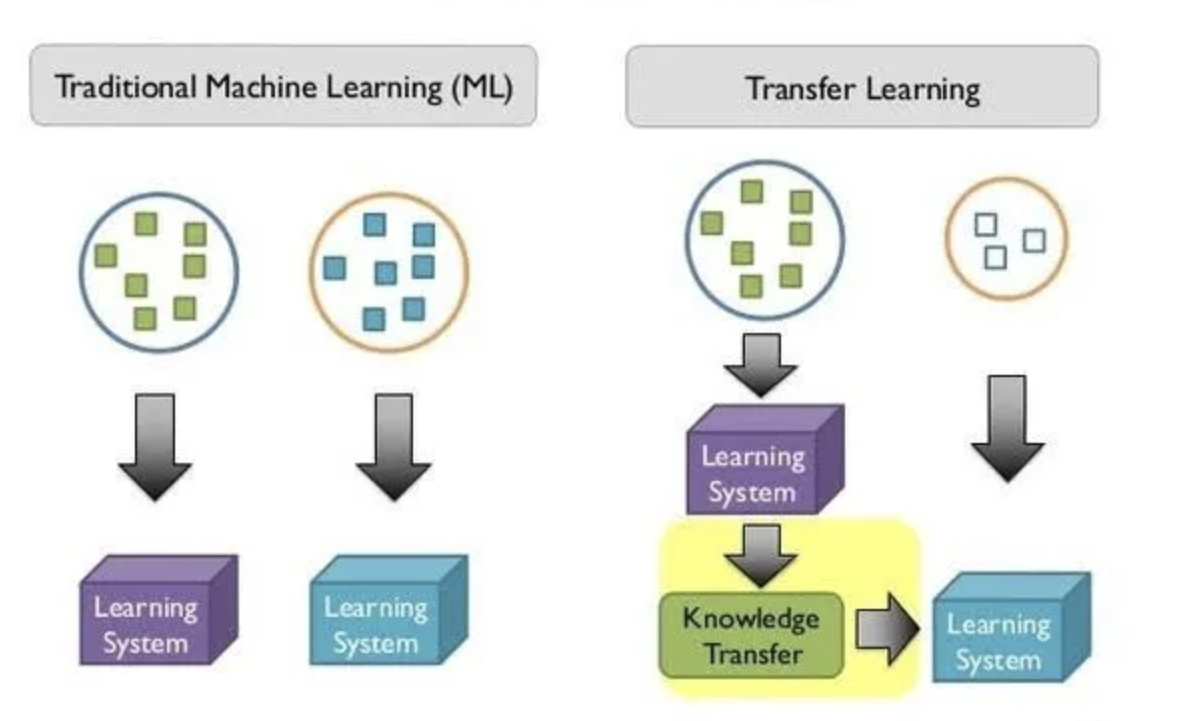 Traditional Machine Learning (ML)
Transfer Learning
Learning
System
Learning
System
Learning
System
Knowledge
Transfer
Learning
System